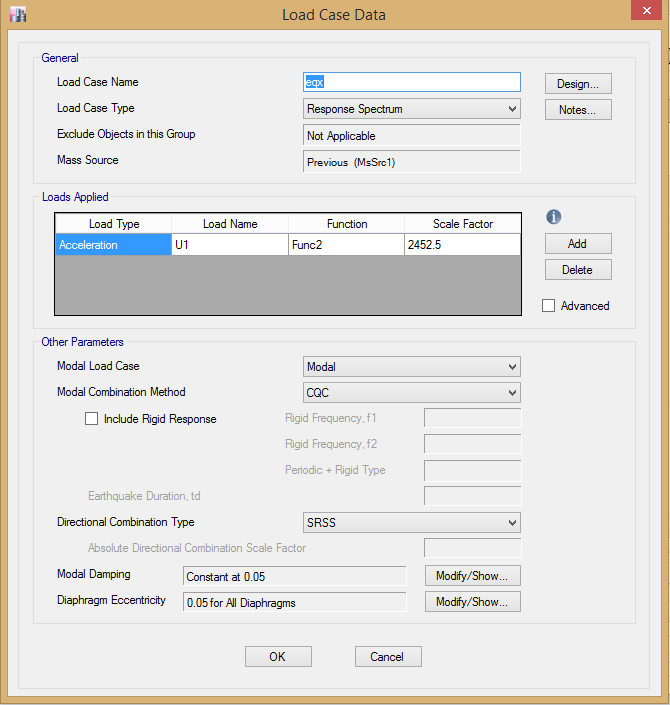 Load Case Data
General
Load Case Name eqx Design...
Load Case Type Response Spectrum Notes...
Exclude Objects in this Group Not Applicable
Mass Source Previous (MsSrc1)
Loads Applied
Load Type Load Name Function Scale Factor
Acceleration U1 Func2 2452.5
Add
Delete
Advanced
Other Parameters
Modal Load Case Modal
Modal Combination Method CQC
Include Rigid Response Rigid Frequency, f1
Rigid Frequency, f2
Periodic + Rigid Type
Earthquake Duration, td
Directional Combination Type SRSS
Absolute Directional Combination Scale Factor
Modal Damping Constant at 0.05 Modify/Show...
Diaphragm Eccentricity 0.05 for All Diaphragms Modify/Show...
OK Cancel